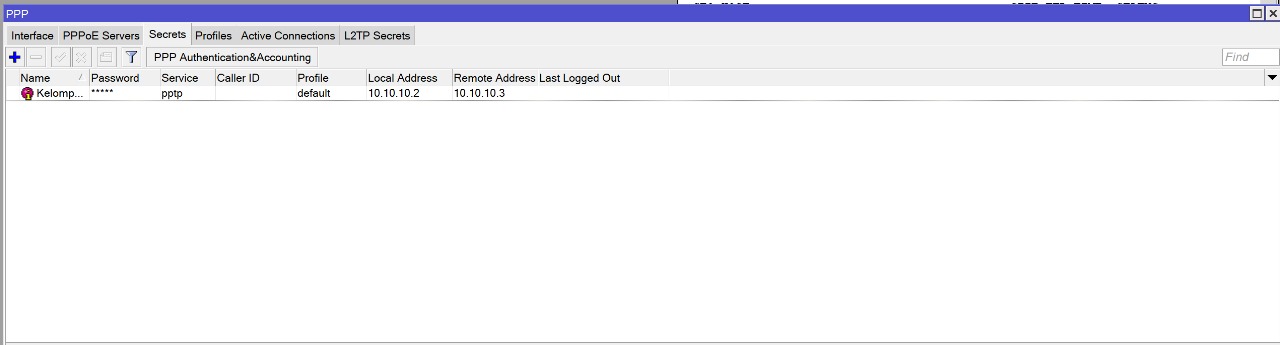 PPP
Interface PPPoE Servers Secrets Profiles Active Connections L2TP Secrets
PPP Authentication&Accounting Find
Name Password Service Caller ID Profile Local Address Remote Address Last Logged Out
Kelomp... ***** pptp default 10.10.10.2 10.10.10.3